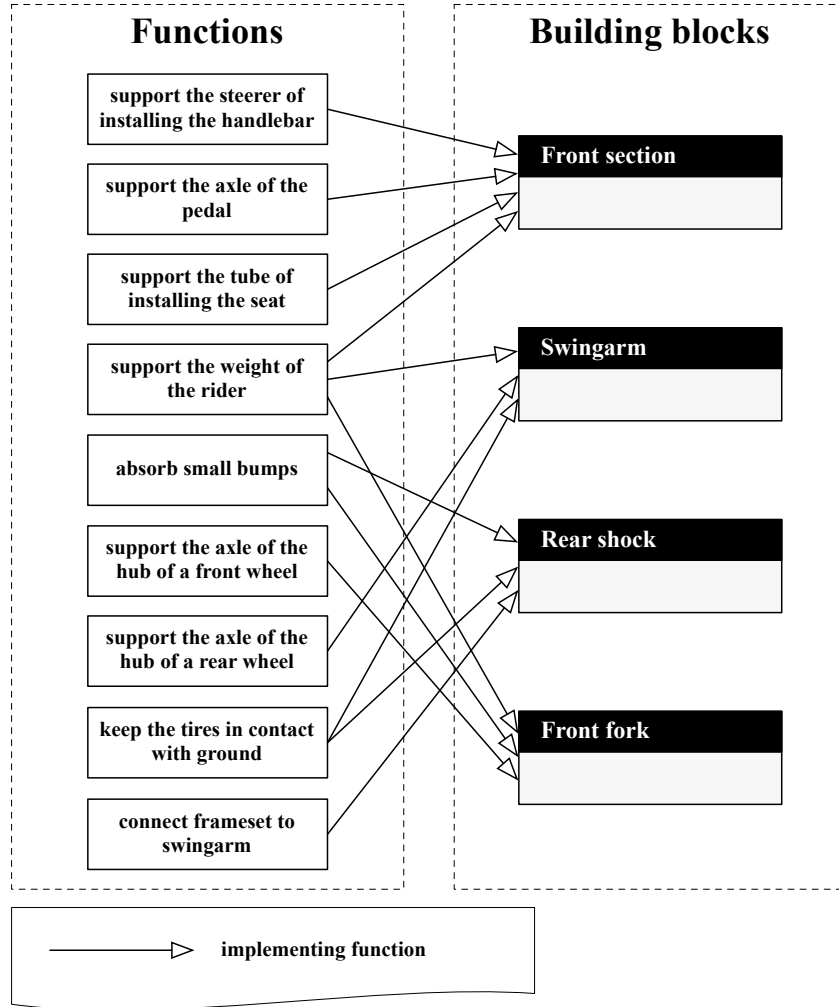 Functions
support the steerer of
installing the handlebar
support the axle of the
pedal
support the tube of
installing the seat
support the weight of
the rider
absorb small bumps
support the axle of the
hub of a front wheel
support the axle of the
hub of a rear wheel
keep the tires in contact
with ground
connect frameset to
swingarm
Building blocks
Front section
Swingarm
Rear shock
Front fork
implementing function